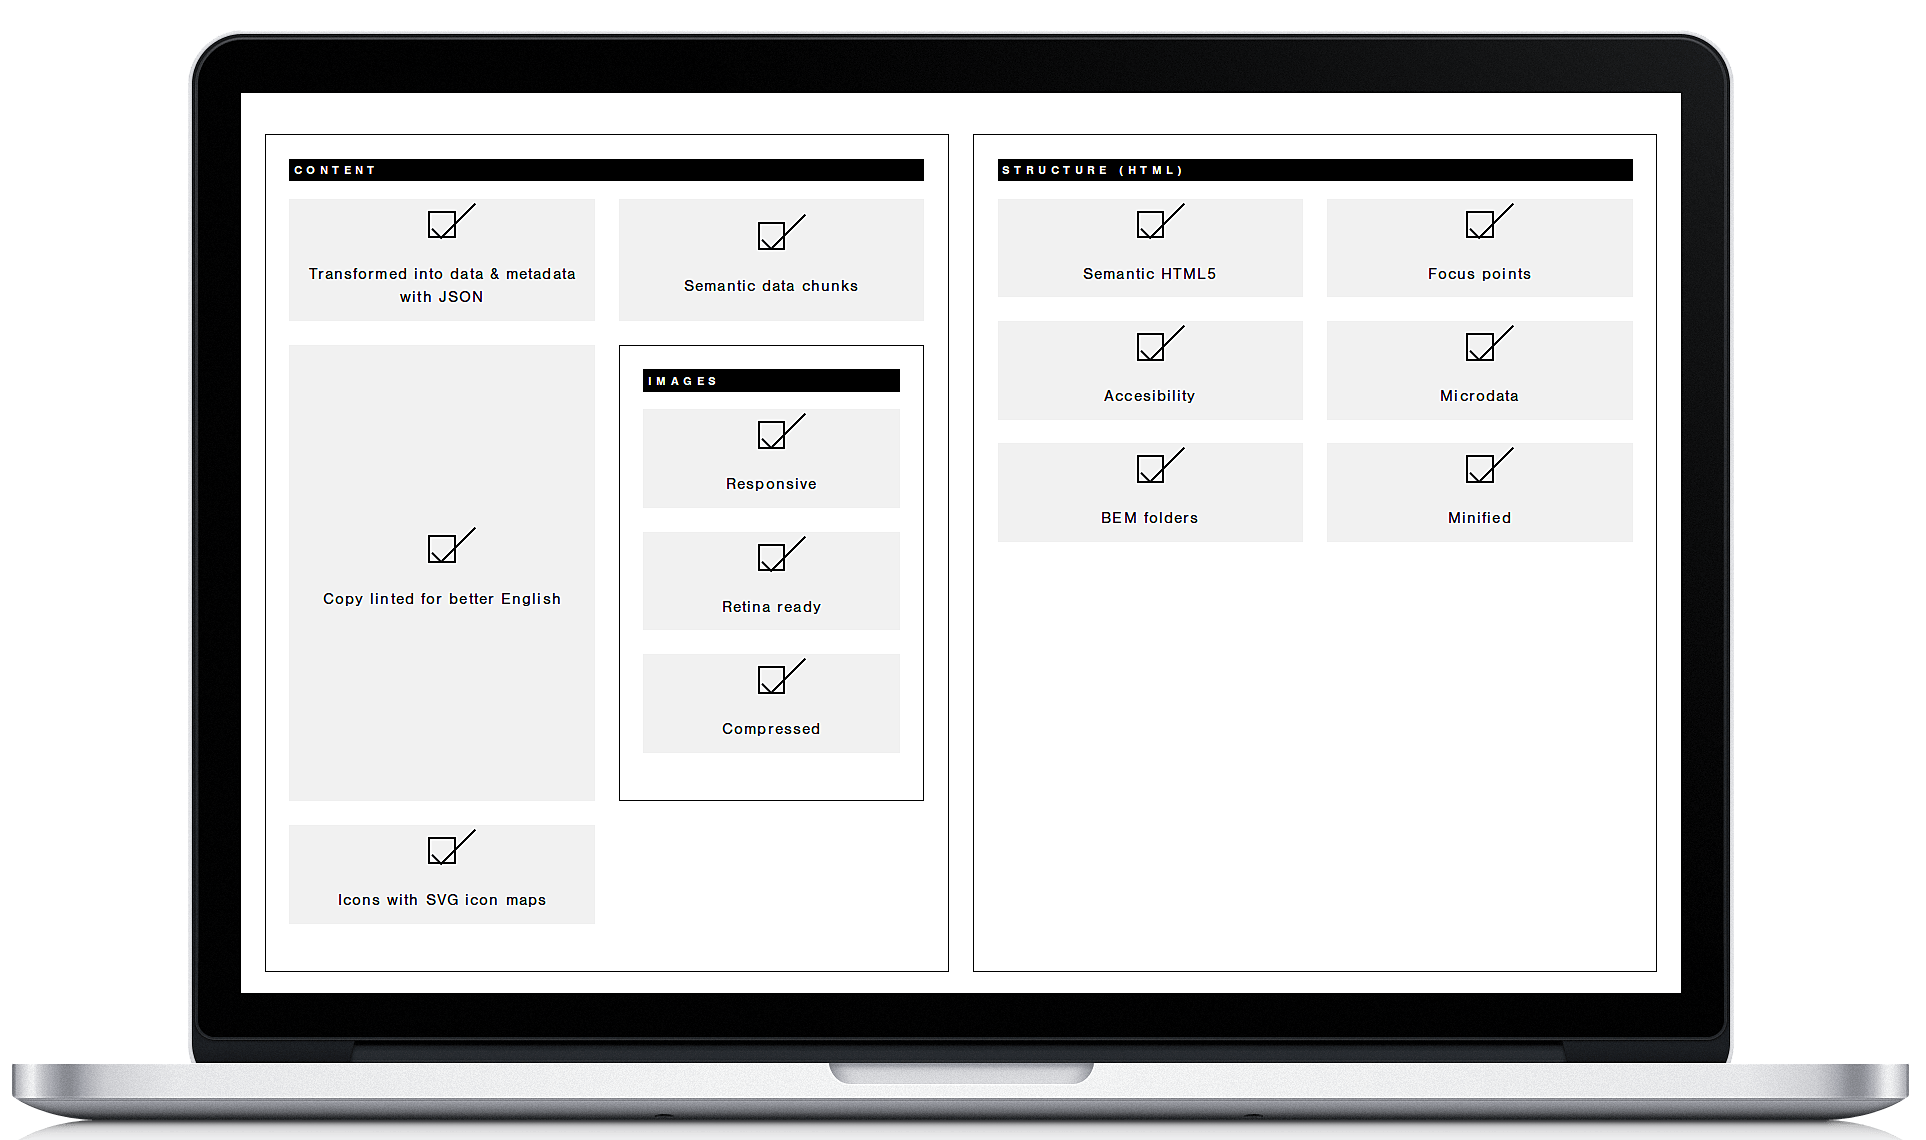 CONTENT
Transformed into data & metadata
with JSON
Semantic data chunks
Copy linted for better English
IMAGES
Responsive
Retina ready
Compressed
Icons with SVG icon maps
STRUCTURE (HTML)
Semantic HTML5
Focus points
Accesibility
Microdata
BEM folders
Minified